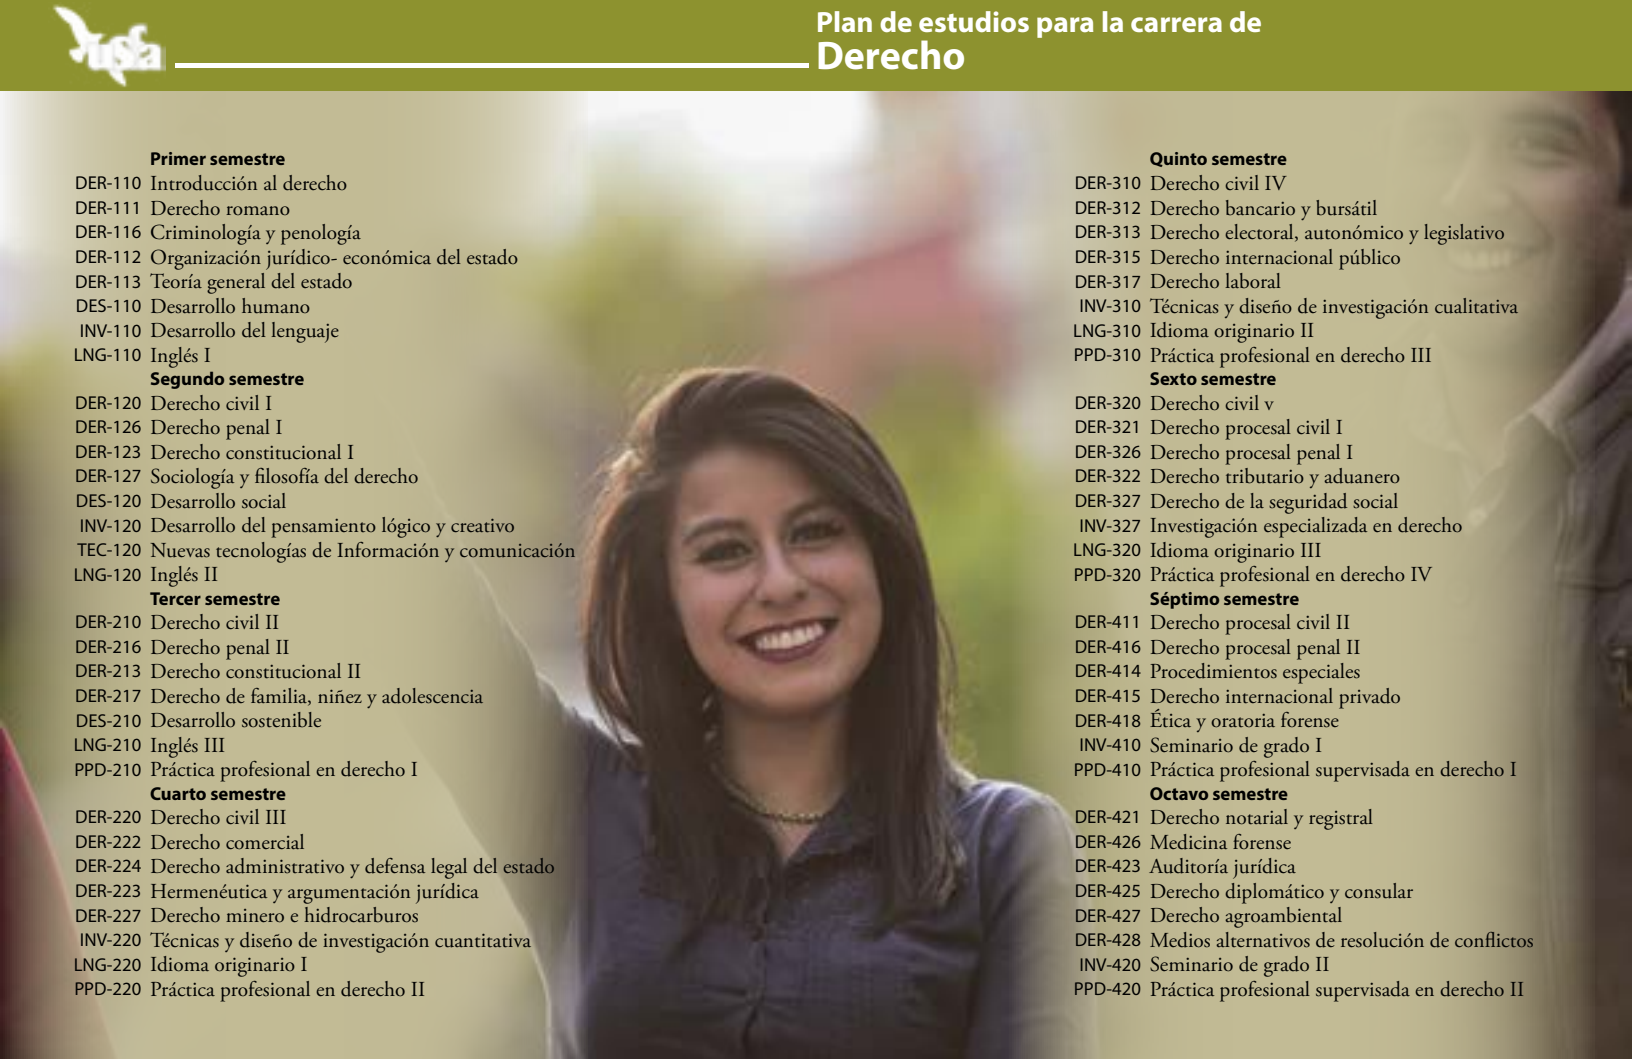 usfa
Plan de estudios para la carrera de
Derecho
Primer semestre
DER-110 Introducción al derecho
DER-111 Derecho romano
DER-116 Criminología y penología
DER-112 Organización jurídico- económica del estado
DER-113 Teoría general del estado
DES-110 Desarrollo humano
INV-110 Desarrollo del lenguaje
LNG-110 Inglés I
Segundo semestre
DER-120 Derecho civil I
DER-126 Derecho penal I
DER-123 Derecho constitucional I
DER-127 Sociología y filosofía del derecho
DES-120 Desarrollo social
INV-120 Desarrollo del pensamiento lógico y creativo
TEC-120 Nuevas tecnologías de Información y comunicación
LNG-120 Inglés II
Tercer semestre
DER-210 Derecho civil II
DER-216 Derecho penal II
DER-213 Derecho constitucional II
DER-217 Derecho de familia, niñez y adolescencia
DES-210 Desarrollo sostenible
LNG-210 Inglés III
PPD-210 Práctica profesional en derecho I
Cuarto semestre
DER-220 Derecho civil III
DER-222 Derecho comercial
DER-224 Derecho administrativo y defensa legal del estado
DER-223 Hermenéutica y argumentación jurídica
DER-227 Derecho minero e hidrocarburos
INV-220 Técnicas y diseño de investigación cuantitativa
LNG-220 Idioma originario I
PPD-220 Práctica profesional en derecho II
Quinto semestre
DER-310 Derecho civil IV
DER-312 Derecho bancario y bursátil
DER-313 Derecho electoral, autonómico y legislativo
DER-315 Derecho internacional público
DER-317 Derecho laboral
INV-310 Técnicas y diseño de investigación cualitativa
LNG-310 Idioma originario II
PPD-310 Práctica profesional en derecho III
Sexto semestre
DER-320 Derecho civil v
DER-321 Derecho procesal civil I
DER-326 Derecho procesal penal I
DER-322 Derecho tributario y aduanero
DER-327 Derecho de la seguridad social
INV-327 Investigación especializada en derecho
LNG-320 Idioma originario III
PPD-320 Práctica profesional en derecho IV
Séptimo semestre
DER-411 Derecho procesal civil II
DER-416 Derecho procesal penal II
DER-414 Procedimientos especiales
DER-415 Derecho internacional privado
DER-418 Ética y oratoria forense
INV-410 Seminario de grado I
PPD-410 Práctica profesional supervisada en derecho I
Octavo semestre
DER-421 Derecho notarial y registral
DER-426 Medicina forense
DER-423 Auditoría jurídica
DER-425 Derecho diplomático y consular
DER-427 Derecho agroambiental
DER-428 Medios alternativos de resolución de conflictos
INV-420 Seminario de grado II
PPD-420 Práctica profesional supervisada en derecho II